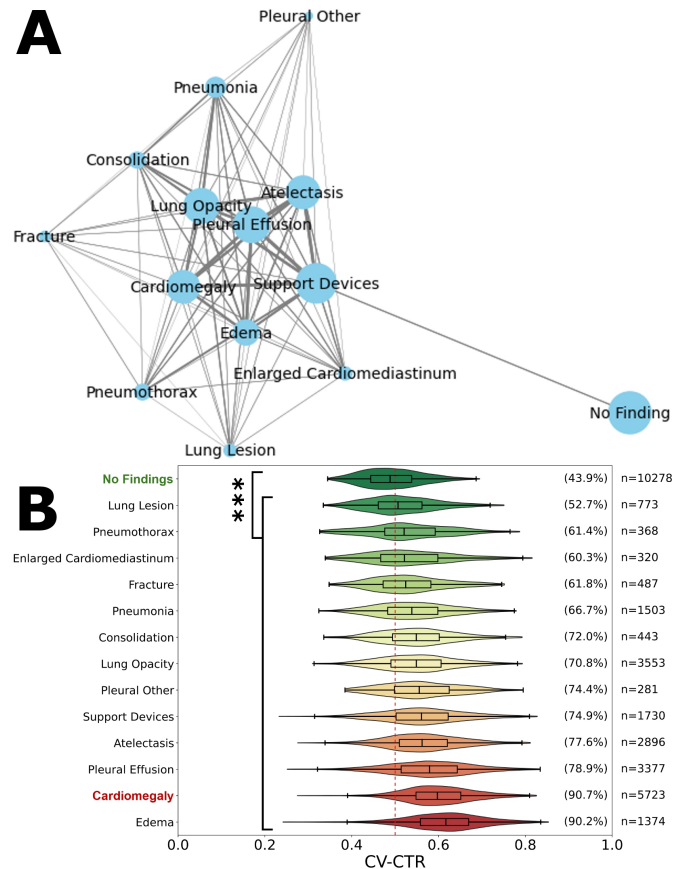 A
Pleural Other
Pneumonia
Consolidation
Atelectasis
Lung Opacity
Pleural Effusion
Fracture
Cardiomegaly
Support Devices
Edema
Enlarged Cardiomediastinum
Pneumothorax
No Finding
Lung Lesion
B
No Findings (43.9%) n=10278
Lung Lesion (52.7%) n=773
Pneumothorax (61.4%) n=368
Enlarged Cardiomediastinum (60.3%) n=320
Fracture (61.8%) n=487
Pneumonia (66.7%) n=1503
Consolidation (72.0%) n=443
Lung Opacity (70.8%) n=3553
Pleural Other (74.4%) n=281
Support Devices (74.9%) n=1730
Atelectasis (77.6%) n=2896
Pleural Effusion (78.9%) n=3377
Cardiomegaly (90.7%) n=5723
Edema (90.2%) n=1374
***
0.0 0.2 0.4 0.6 0.8 1.0
CV-CTR